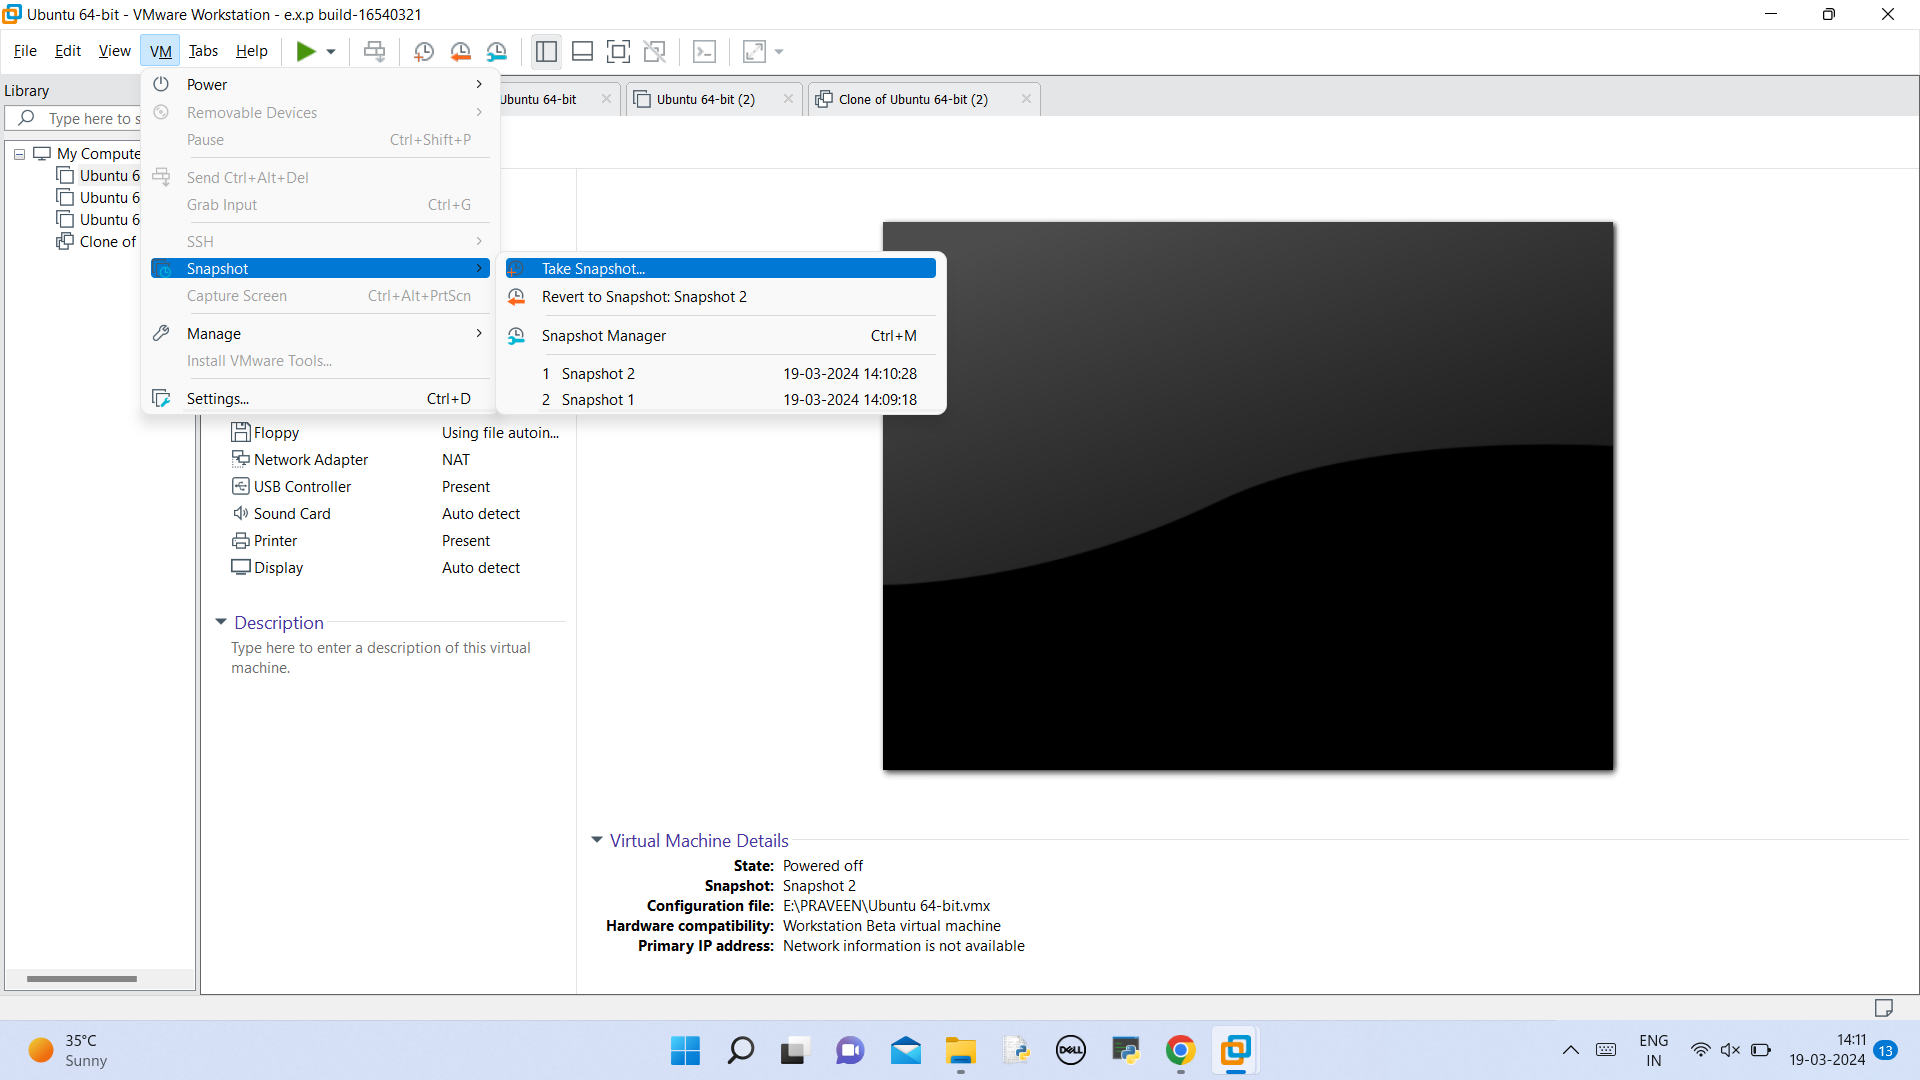 Ubuntu 64-bit - VMware Workstation - e.x.p build-16540321
File Edit View VM Tabs Help
Library
Type here to s
My Compute
Ubuntu 6
Ubuntu 6
Ubuntu 6
Clone of
Ubuntu 64-bit
Ubuntu 64-bit (2)
Clone of Ubuntu 64-bit (2)
Power
Removable Devices
Pause Ctrl+Shift+P
Send Ctrl+Alt+Del
Grab Input Ctrl+G
SSH
Snapshot
Capture Screen Ctrl+Alt+PrtScn
Manage
Install VMware Tools...
Settings... Ctrl+D
Take Snapshot...
Revert to Snapshot: Snapshot 2
Snapshot Manager Ctrl+M
1 Snapshot 2 19-03-2024 14:10:28
2 Snapshot 1 19-03-2024 14:09:18
Floppy Using file autoin...
Network Adapter NAT
USB Controller Present
Sound Card Auto detect
Printer Present
Display Auto detect
Description
Type here to enter a description of this virtual
machine.
Virtual Machine Details
State: Powered off
Snapshot: Snapshot 2
Configuration file: E:\PRAVEEN\Ubuntu 64-bit.vmx
Hardware compatibility: Workstation Beta virtual machine
Primary IP address: Network information is not available
35°C
Sunny
DELL
ENG
IN
14:11
19-03-2024
13